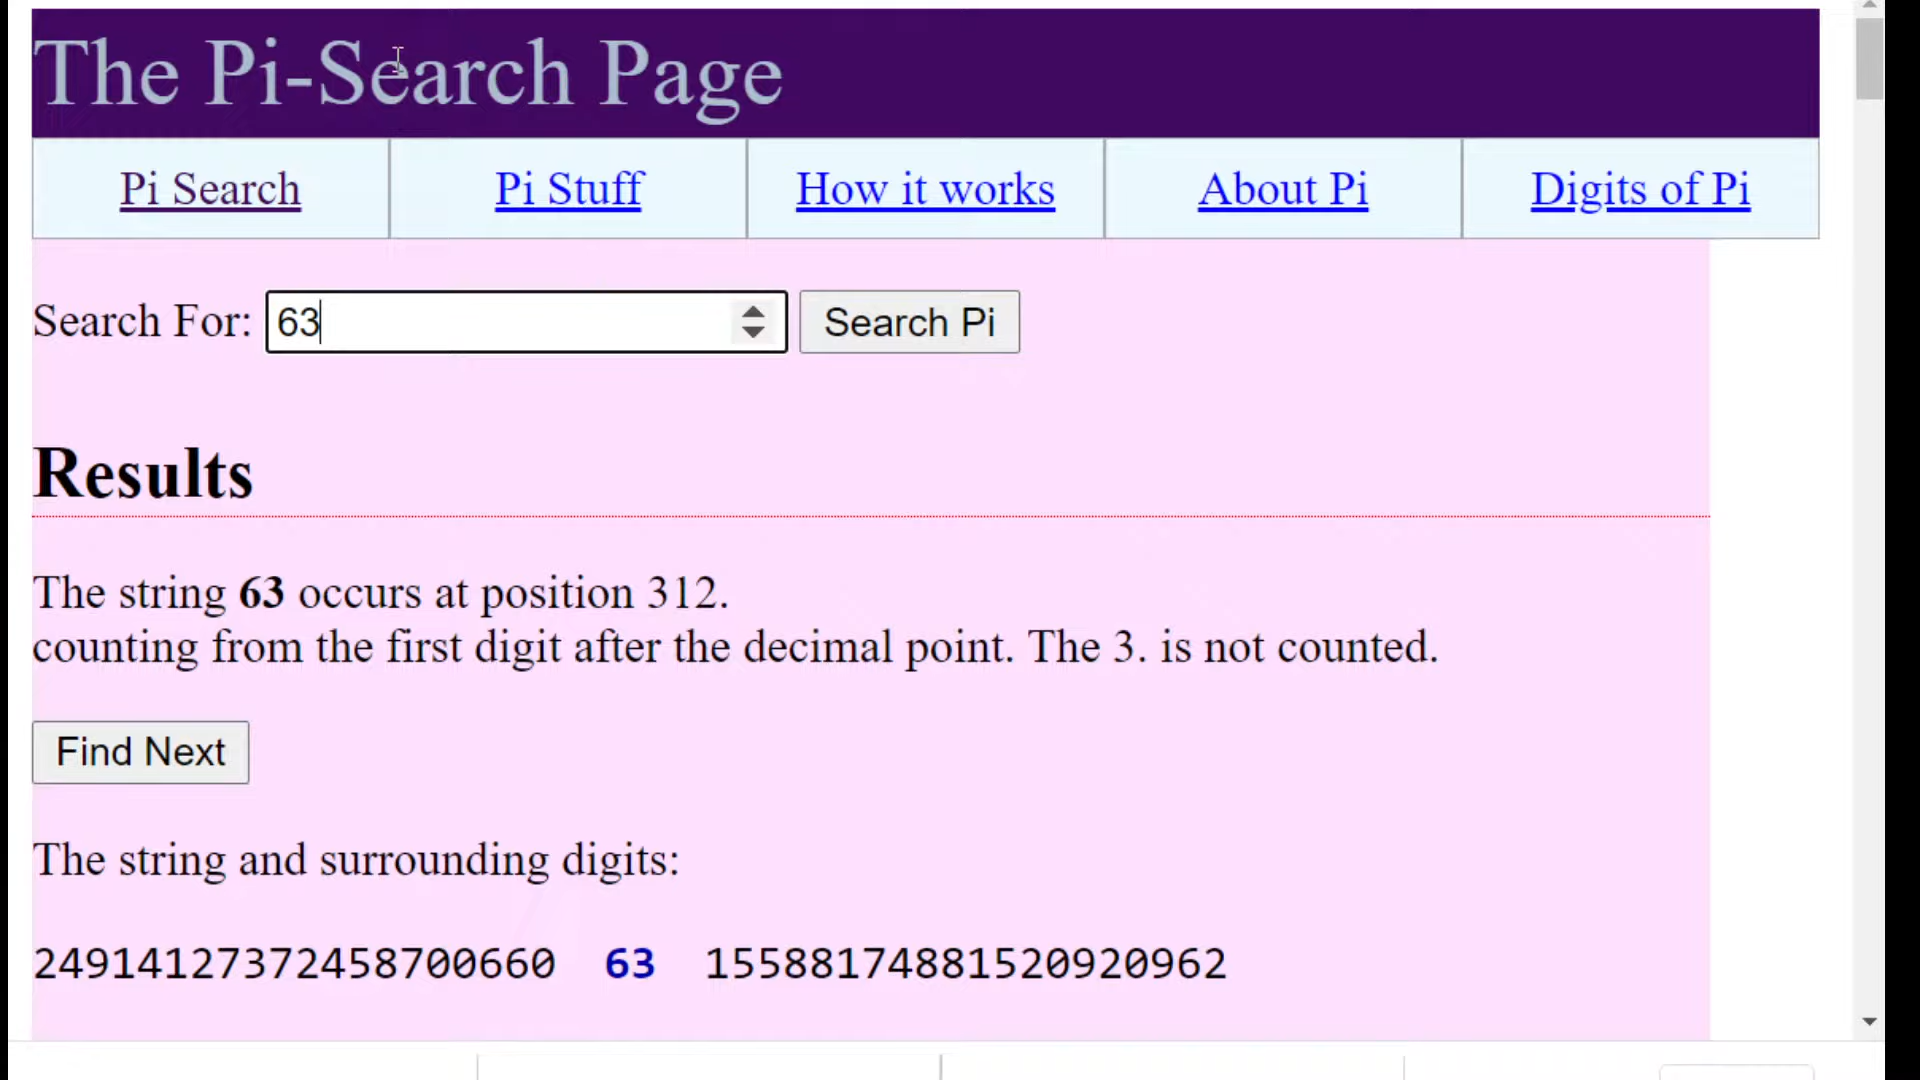 The Pi-Search Page
Pi Search Pi Stuff How it works About Pi Digits of Pi
Search For: 63 Search Pi
Results
The string 63 occurs at position 312.
counting from the first digit after the decimal point. The 3. is not counted.
Find Next
The string and surrounding digits:
24914127372458700660 63 15588174881520920962